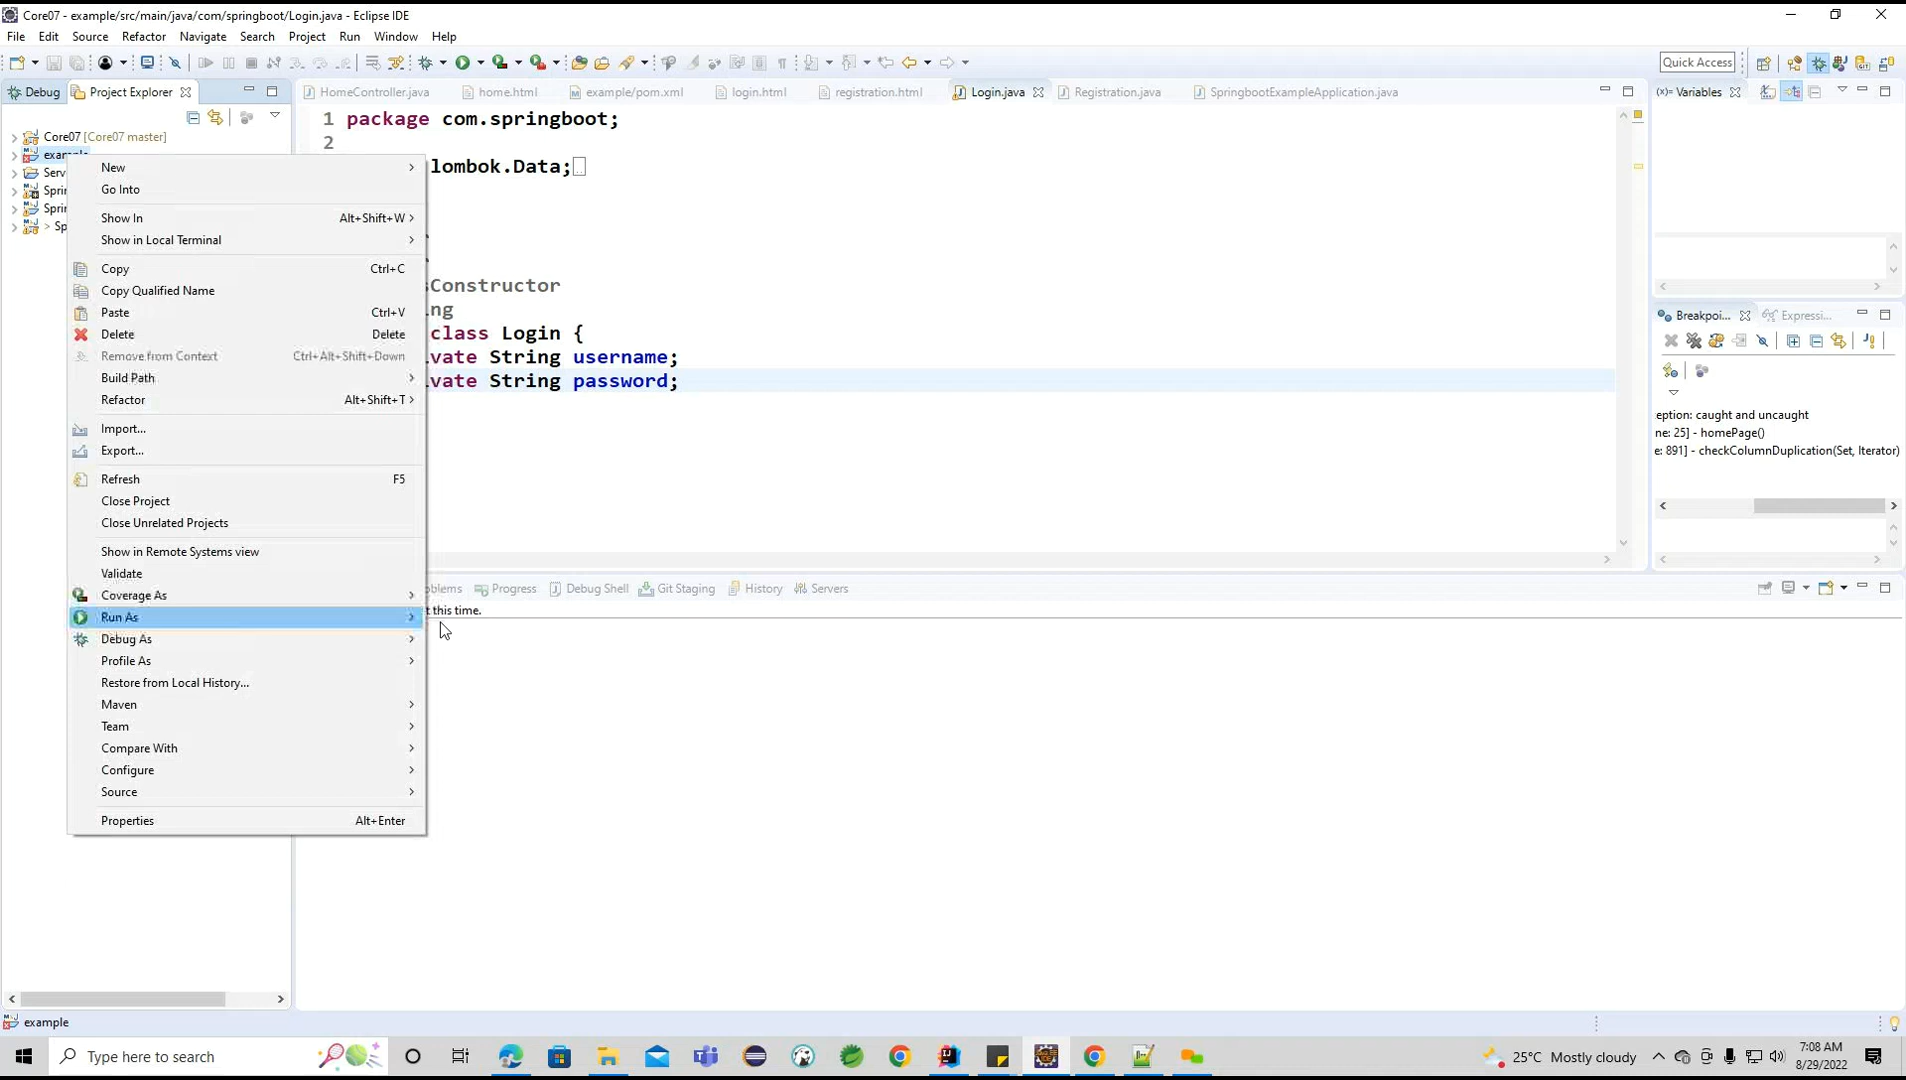 Core07 - example/src/main/java/com/springboot/Login.java - Eclipse IDE
File Edit Source Refactor Navigate Search Project Run Window Help
Quick Access
Debug Project Explorer
HomeController.java home.html example/pom.xml login.html registration.html Login.java Registration.java SpringbootExampleApplication.java
(x)= Variables
1 package com.springboot;
2
lombok.Data;
Core07 [Core07 master]
example
Serv
Sprin
Sprin
> Sp
New
Go Into
Show In Alt+Shift+W
Show in Local Terminal
Copy Ctrl+C
Copy Qualified Name
Paste Ctrl+V
Delete Delete
Remove from Context Ctrl+Alt+Shift+Down
Build Path
Refactor Alt+Shift+T
Import...
Export...
Refresh F5
Close Project
Close Unrelated Projects
Show in Remote Systems view
Validate
Coverage As
Run As
Debug As
Profile As
Restore from Local History...
Maven
Team
Compare With
Configure
Source
Properties Alt+Enter
sConstructor
ng
class Login {
vate String username;
vate String password;
Breakpoi... Expressi...
eption: caught and uncaught
ne: 25] - homePage()
e: 891] - checkColumnDuplication(Set, Iterator)
oblems Progress Debug Shell Git Staging History Servers
t this time.
example
Type here to search
25°C Mostly cloudy
7:08 AM
8/29/2022